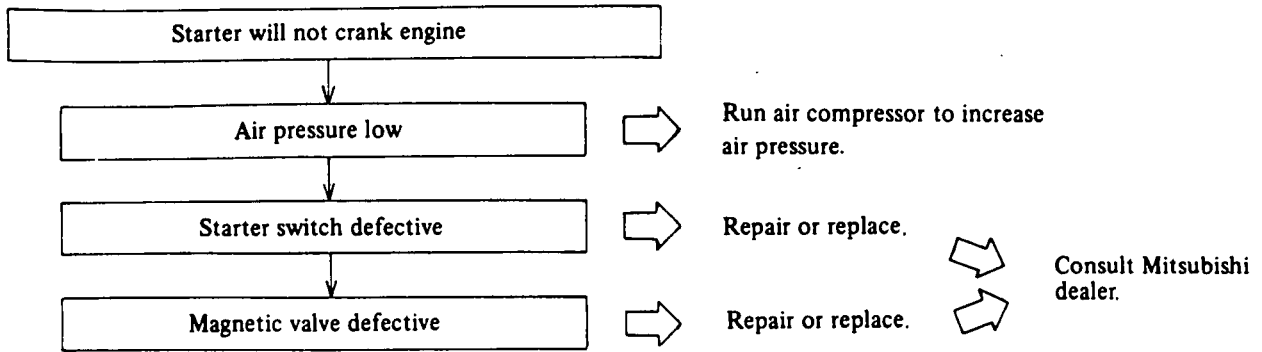 Starter will not crank engine
Air pressure low
Run air compressor to increase
air pressure.
Starter switch defective
Repair or replace.
Consult Mitsubishi
dealer.
Magnetic valve defective
Repair or replace.